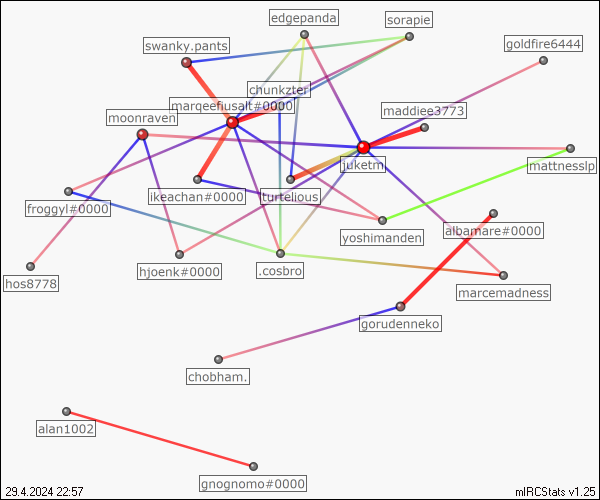 edgepanda
sorapie
goldfire6444
swanky.pants
chunkzter
marqeefusalt#0000
maddiee3773
moonraven
juketm
mattnesslp
ikeachan#0000
turtelious
froggyl#0000
albamare#0000
yoshimanden
hjoenk#0000
.cosbro
hos8778
marcemadness
gorudenneko
chobham.
alan1002
gnognomo#0000
29.4.2024 22:57
mIRCStats v1.25